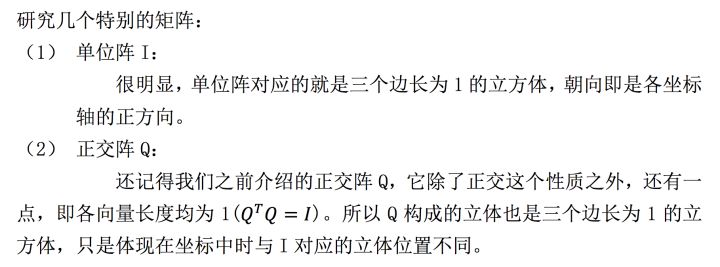 研究几个特别的矩阵：
（1） 单位阵 I：
很明显，单位阵对应的就是三个边长为 1 的立方体，朝向即是各坐标
轴的正方向。
（2） 正交阵 Q：
还记得我们之前介绍的正交阵 Q，它除了正交这个性质之外，还有一
点，即各向量长度均为 1($Q^TQ = I$)。所以 Q 构成的立体也是三个边长为 1 的立
方体，只是体现在坐标中时与 I 对应的立体位置不同。